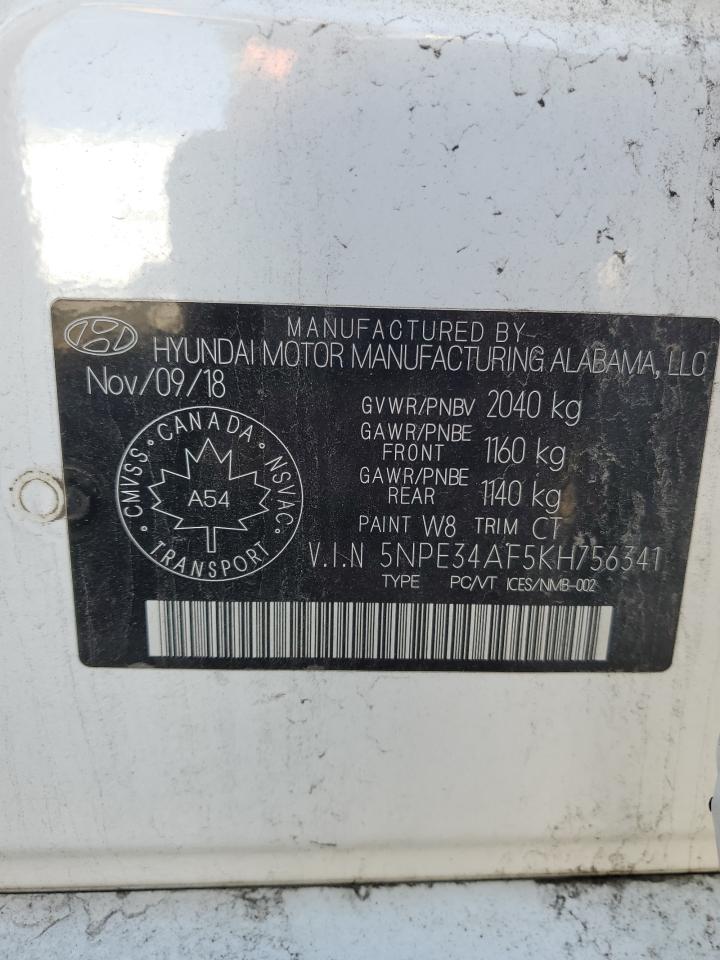 MANUFACTURED BY
HYUNDAI MOTOR MANUFACTURING ALABAMA, LLC
Nov/09/18
GVWR/PNBV 2040 kg
GAWR/PNBE
FRONT 1160 kg
GAWR/PNBE
REAR 1140 kg
PAINT W8 TRIM CT
V.I.N 5NPE34AF5KH756341
TYPE PC/VT ICES/NMB-002
CMVSS • CANADA • NSVAC • TRANSPORT •
A54